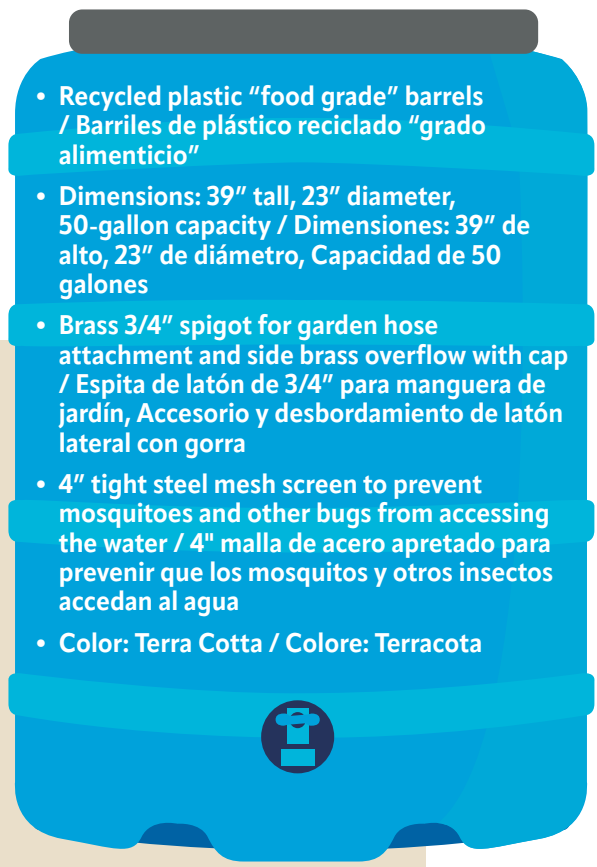 • Recycled plastic “food grade” barrels
/ Barriles de plástico reciclado “grado
alimenticio”
• Dimensions: 39” tall, 23” diameter,
50-gallon capacity / Dimensiones: 39” de
alto, 23” de diámetro, Capacidad de 50
galones
• Brass 3/4” spigot for garden hose
attachment and side brass overflow with cap
/ Espita de latón de 3/4” para manguera de
jardín, Accesorio y desbordamiento de latón
lateral con gorra
• 4” tight steel mesh screen to prevent
mosquitoes and other bugs from accessing
the water / 4" malla de acero apretado para
prevenir que los mosquitos y otros insectos
accedan al agua
• Color: Terra Cotta / Colore: Terracota